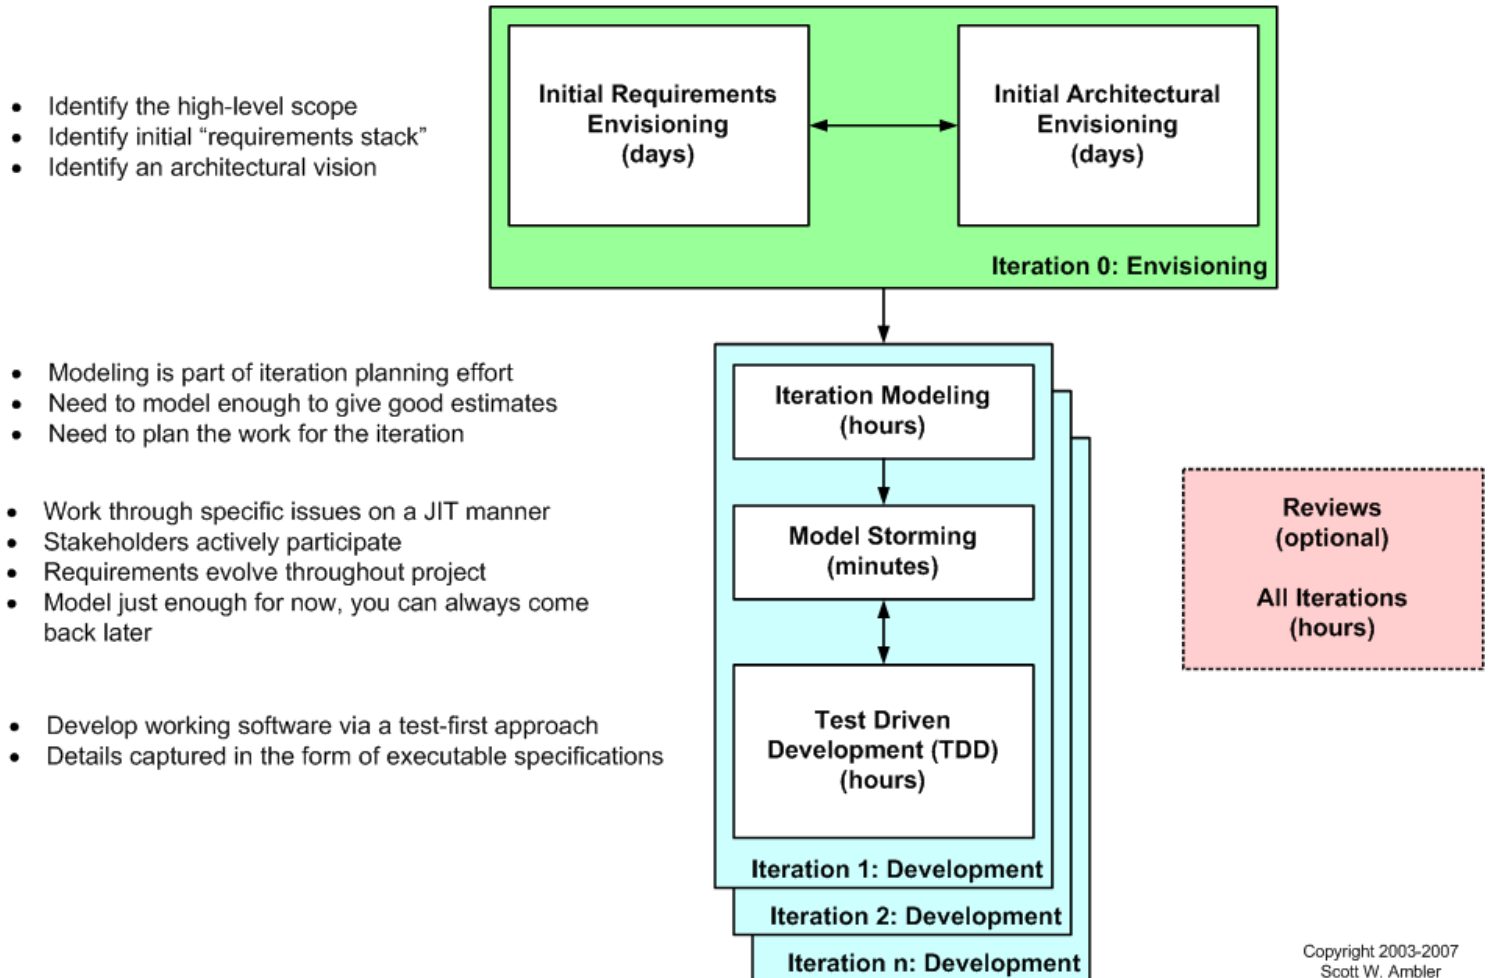 Initial Requirements
Envisioning
(days)
Initial Architectural
Envisioning
(days)
Iteration 0: Envisioning
• Identify the high-level scope
• Identify initial “requirements stack”
• Identify an architectural vision
• Modeling is part of iteration planning effort
• Need to model enough to give good estimates
• Need to plan the work for the iteration
Iteration Modeling
(hours)
• Work through specific issues on a JIT manner
• Stakeholders actively participate
• Requirements evolve throughout project
• Model just enough for now, you can always come
back later
Model Storming
(minutes)
Reviews
(optional)
All Iterations
(hours)
• Develop working software via a test-first approach
• Details captured in the form of executable specifications
Test Driven
Development (TDD)
(hours)
Iteration 1: Development
Iteration 2: Development
Iteration n: Development
Copyright 2003-2007
Scott W. Ambler